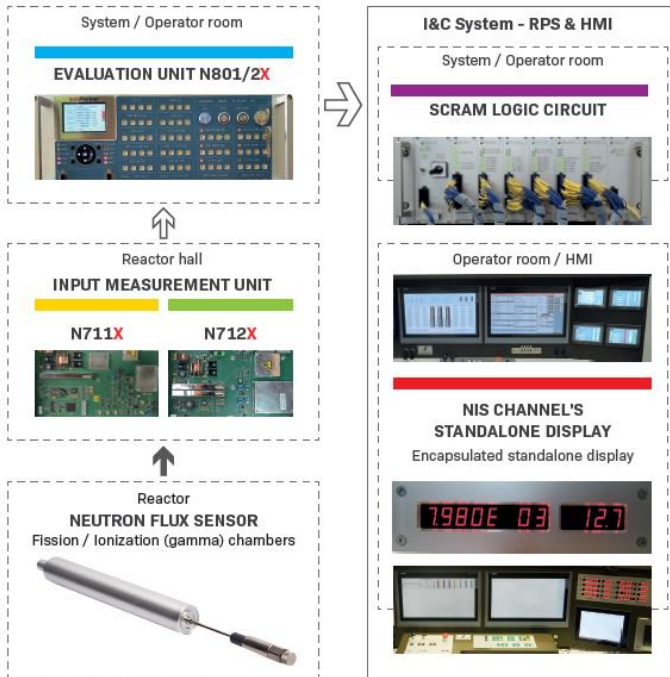 System / Operator room
EVALUATION UNIT N801/2X
Reactor hall
INPUT MEASUREMENT UNIT
N711X
N712X
Reactor
NEUTRON FLUX SENSOR
Fission / Ionization (gamma) chambers
I&C System - RPS & HMI
System / Operator room
SCRAM LOGIC CIRCUIT
Operator room / HMI
NIS CHANNEL'S
STANDALONE DISPLAY
Encapsulated standalone display
7.980E 03 12.7